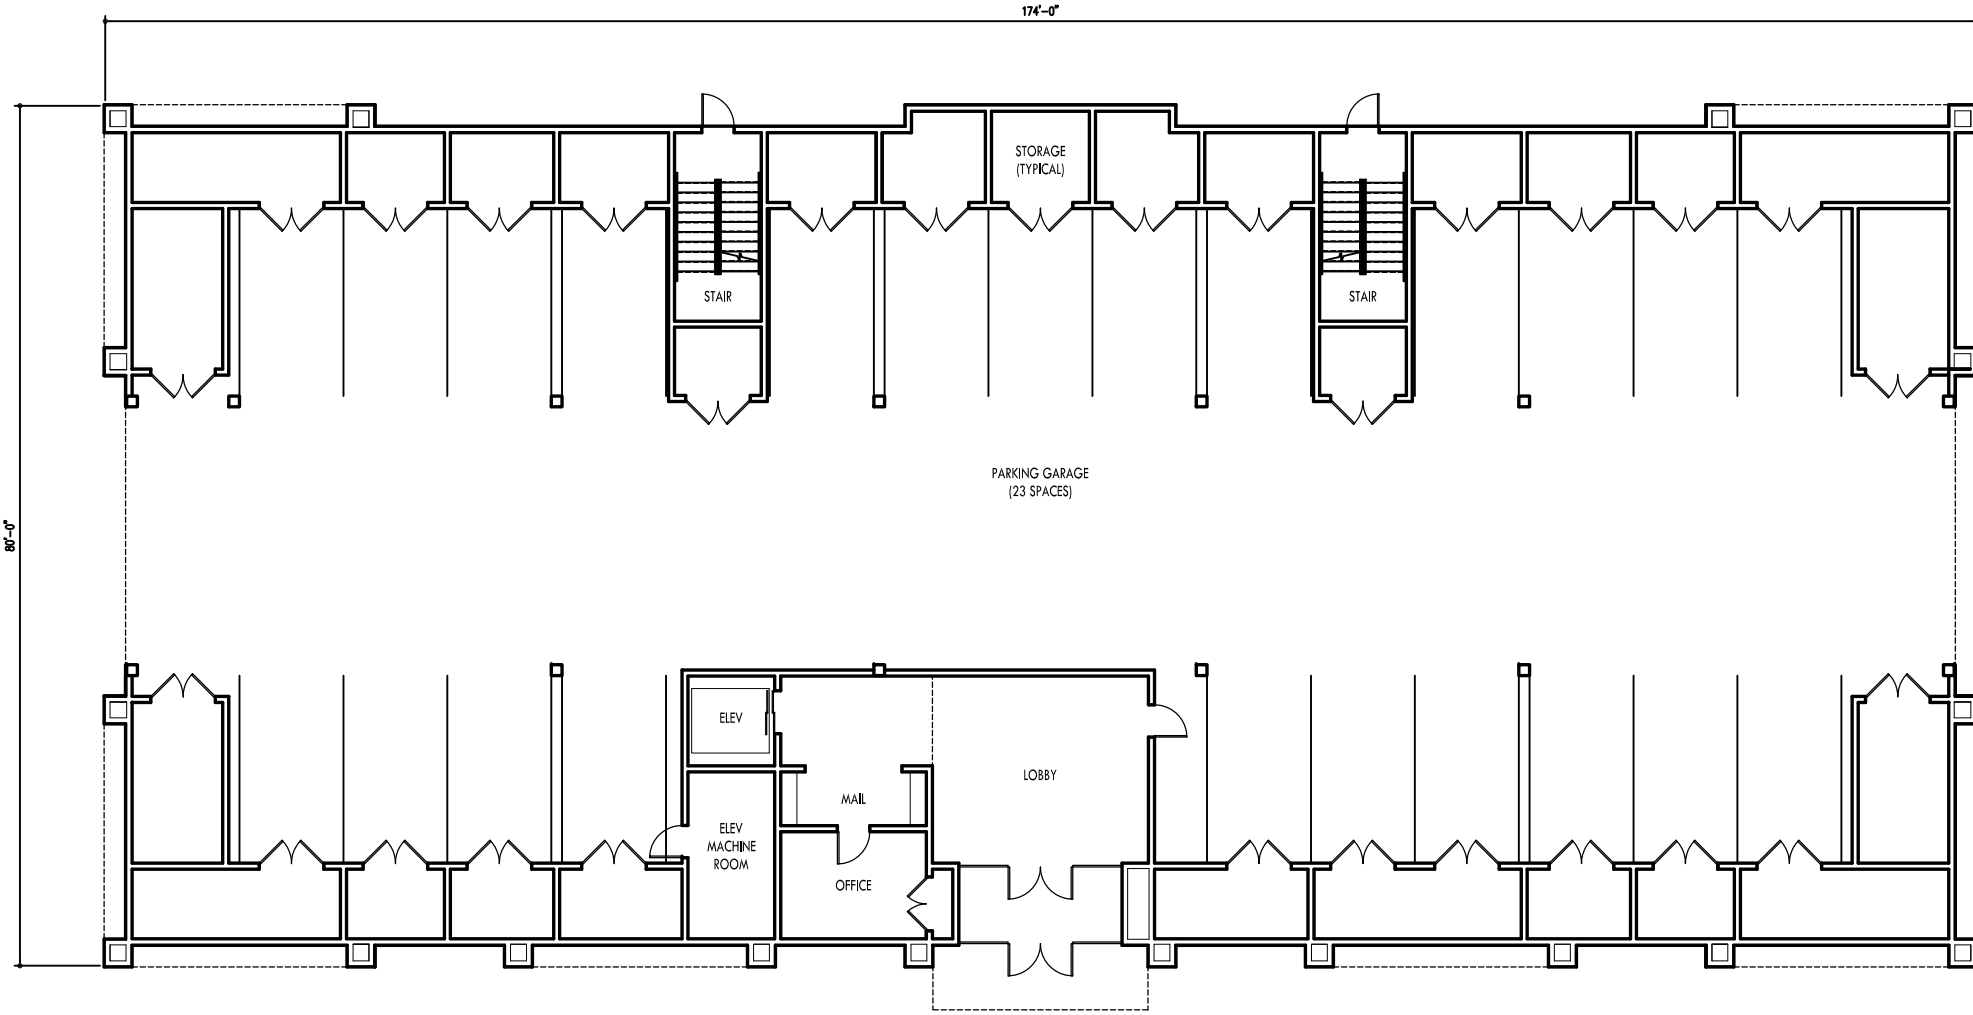 174'-0"
STORAGE
(TYPICAL)
STAIR
STAIR
PARKING GARAGE
(23 SPACES)
80'-0"
ELEV
LOBBY
MAIL
ELEV
MACHINE
ROOM
OFFICE